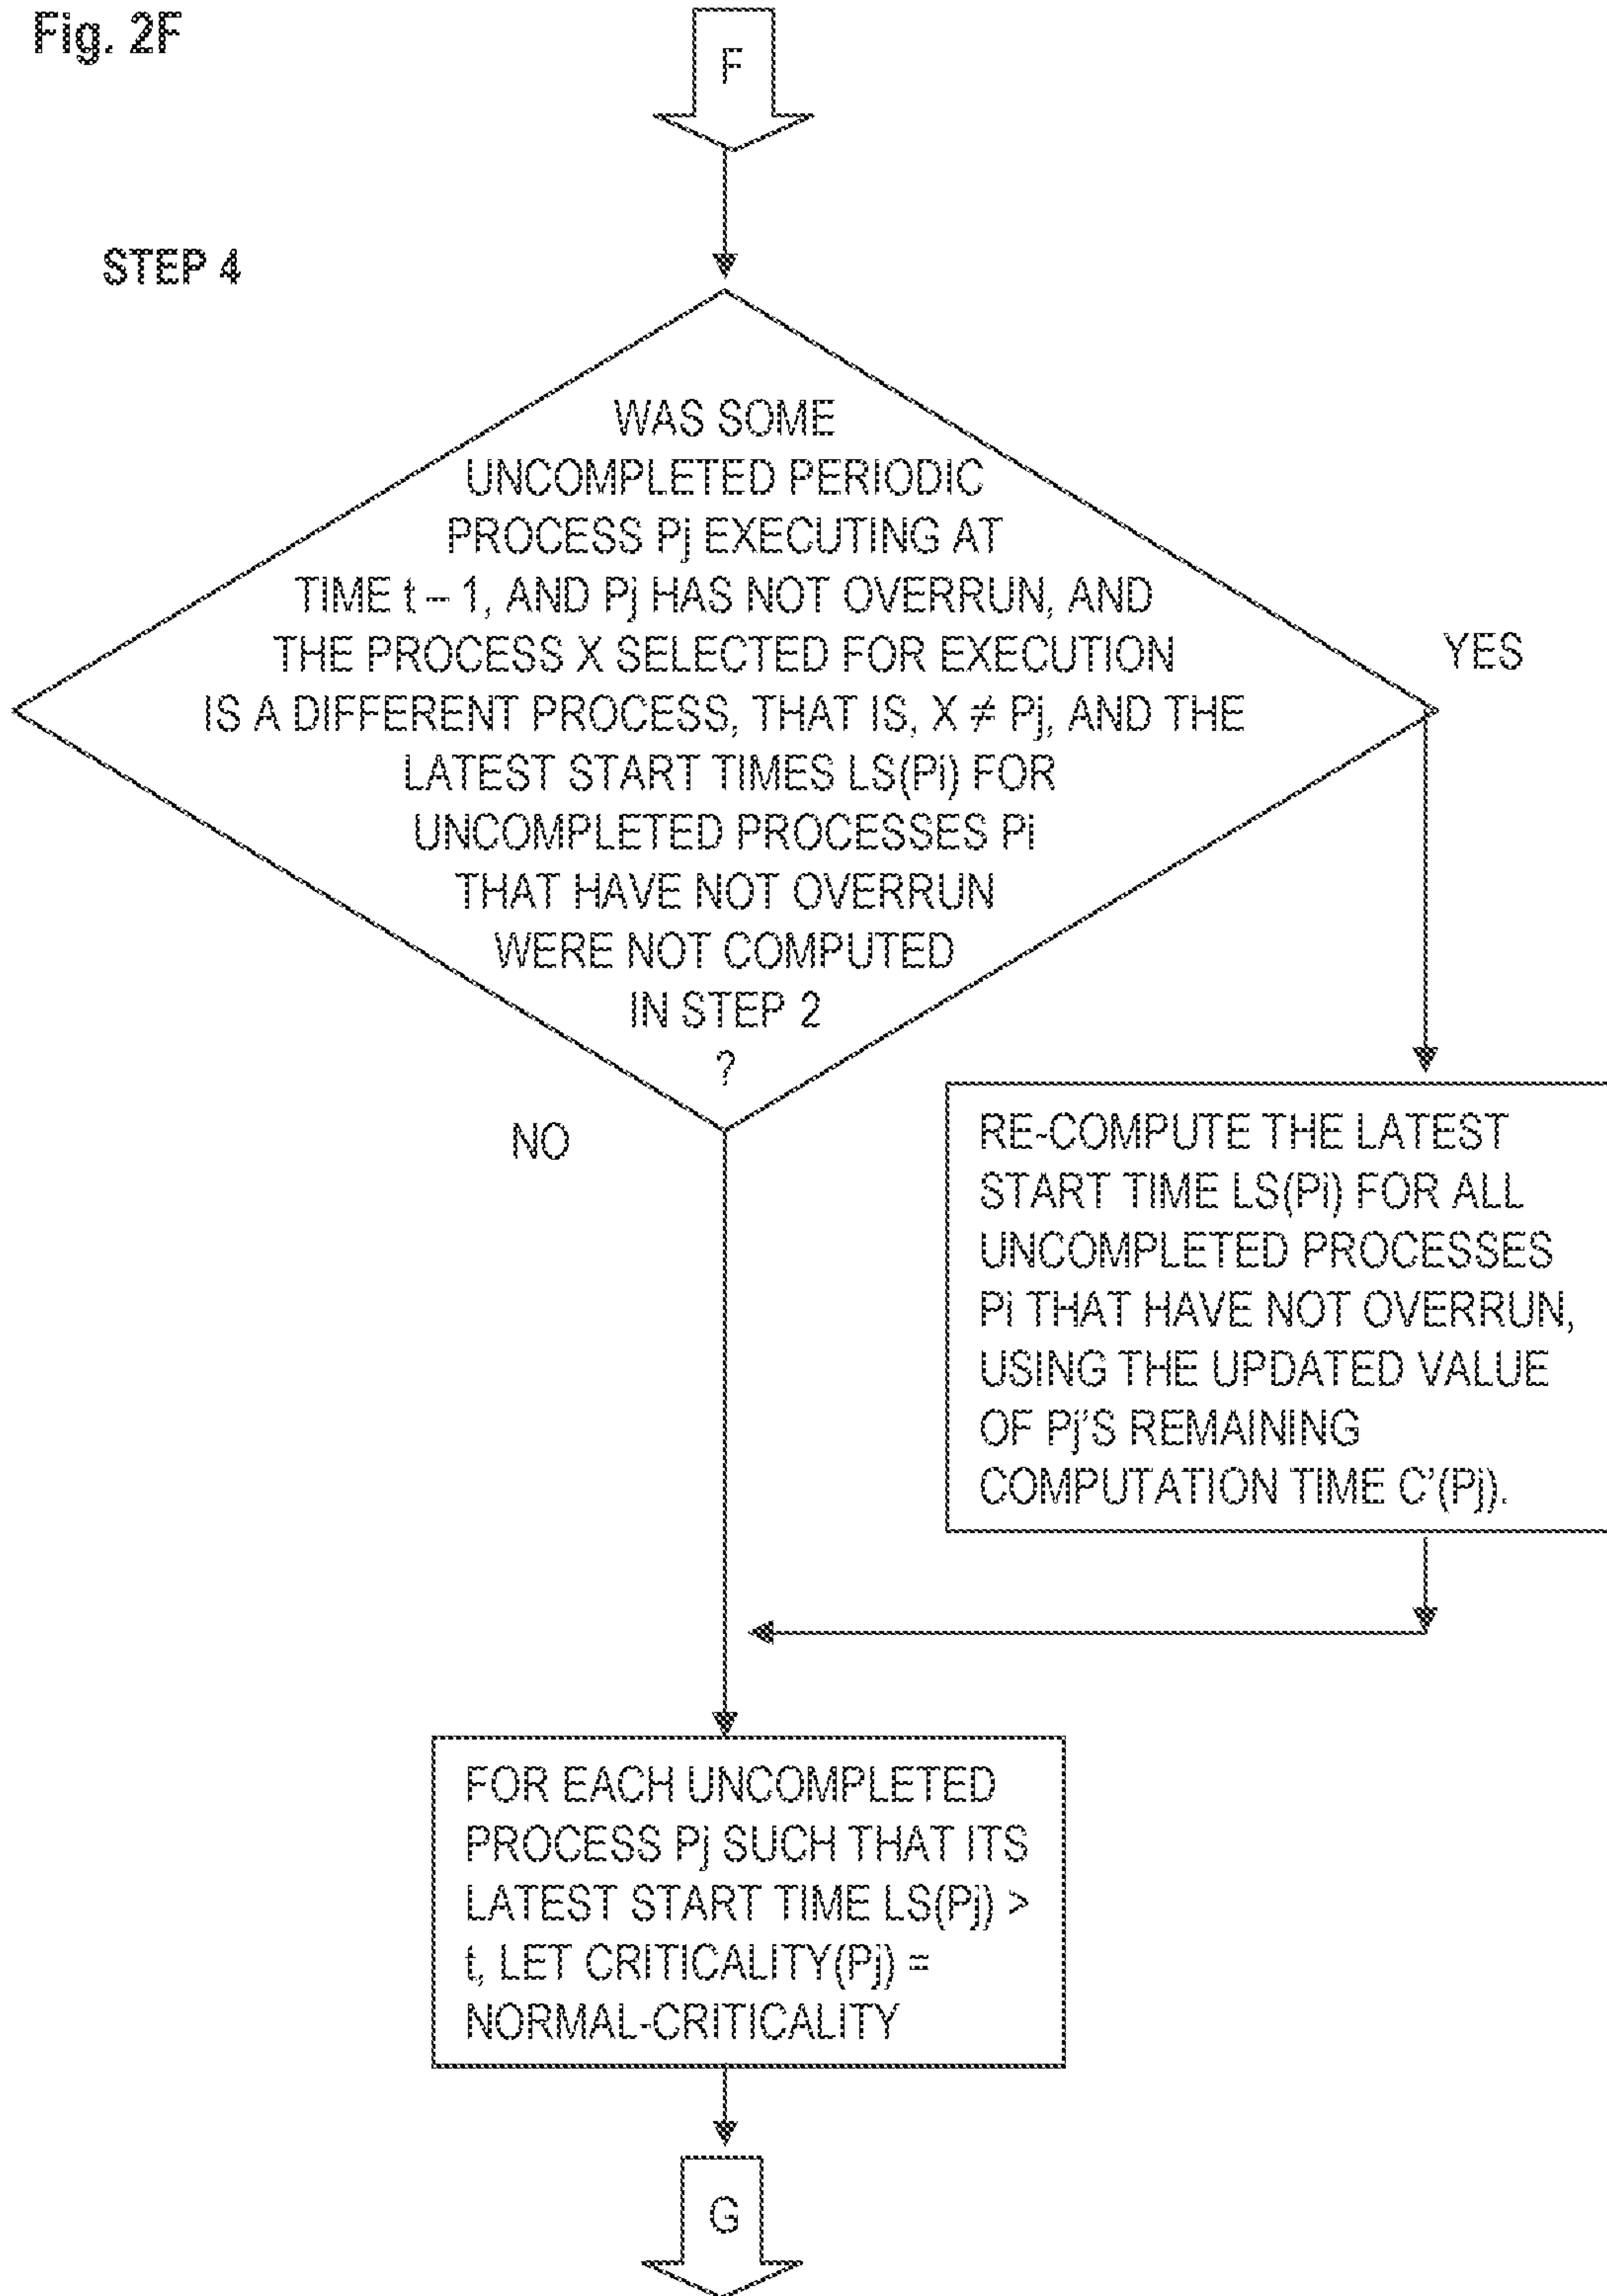 Fig. 2F
F
STEP 4
WAS SOME
UNCOMPLETED PERIODIC
PROCESS Pj EXECUTING AT
TIME t – 1, AND Pj HAS NOT OVERRUN, AND
THE PROCESS X SELECTED FOR EXECUTION
IS A DIFFERENT PROCESS, THAT IS, X ≠ Pj, AND THE
LATEST START TIMES LS(Pi) FOR
UNCOMPLETED PROCESSES Pi
THAT HAVE NOT OVERRUN
WERE NOT COMPUTED
IN STEP 2
?
YES
NO
RE-COMPUTE THE LATEST
START TIME LS(Pi) FOR ALL
UNCOMPLETED PROCESSES
Pi THAT HAVE NOT OVERRUN,
USING THE UPDATED VALUE
OF Pj'S REMAINING
COMPUTATION TIME C'(Pj).
FOR EACH UNCOMPLETED
PROCESS Pj SUCH THAT ITS
LATEST START TIME LS(Pj) >
t, LET CRITICALITY(Pj) =
NORMAL-CRITICALITY
G